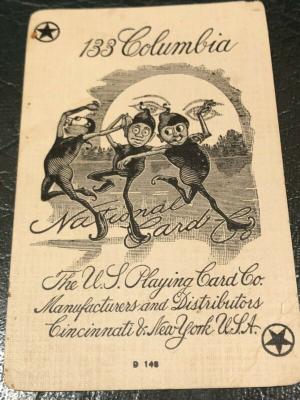 133 Columbia
National
Card Co
The U.S. Playing Card Co.
Manufacturers and Distributors
Cincinnati & New York U.S.A.
D 148